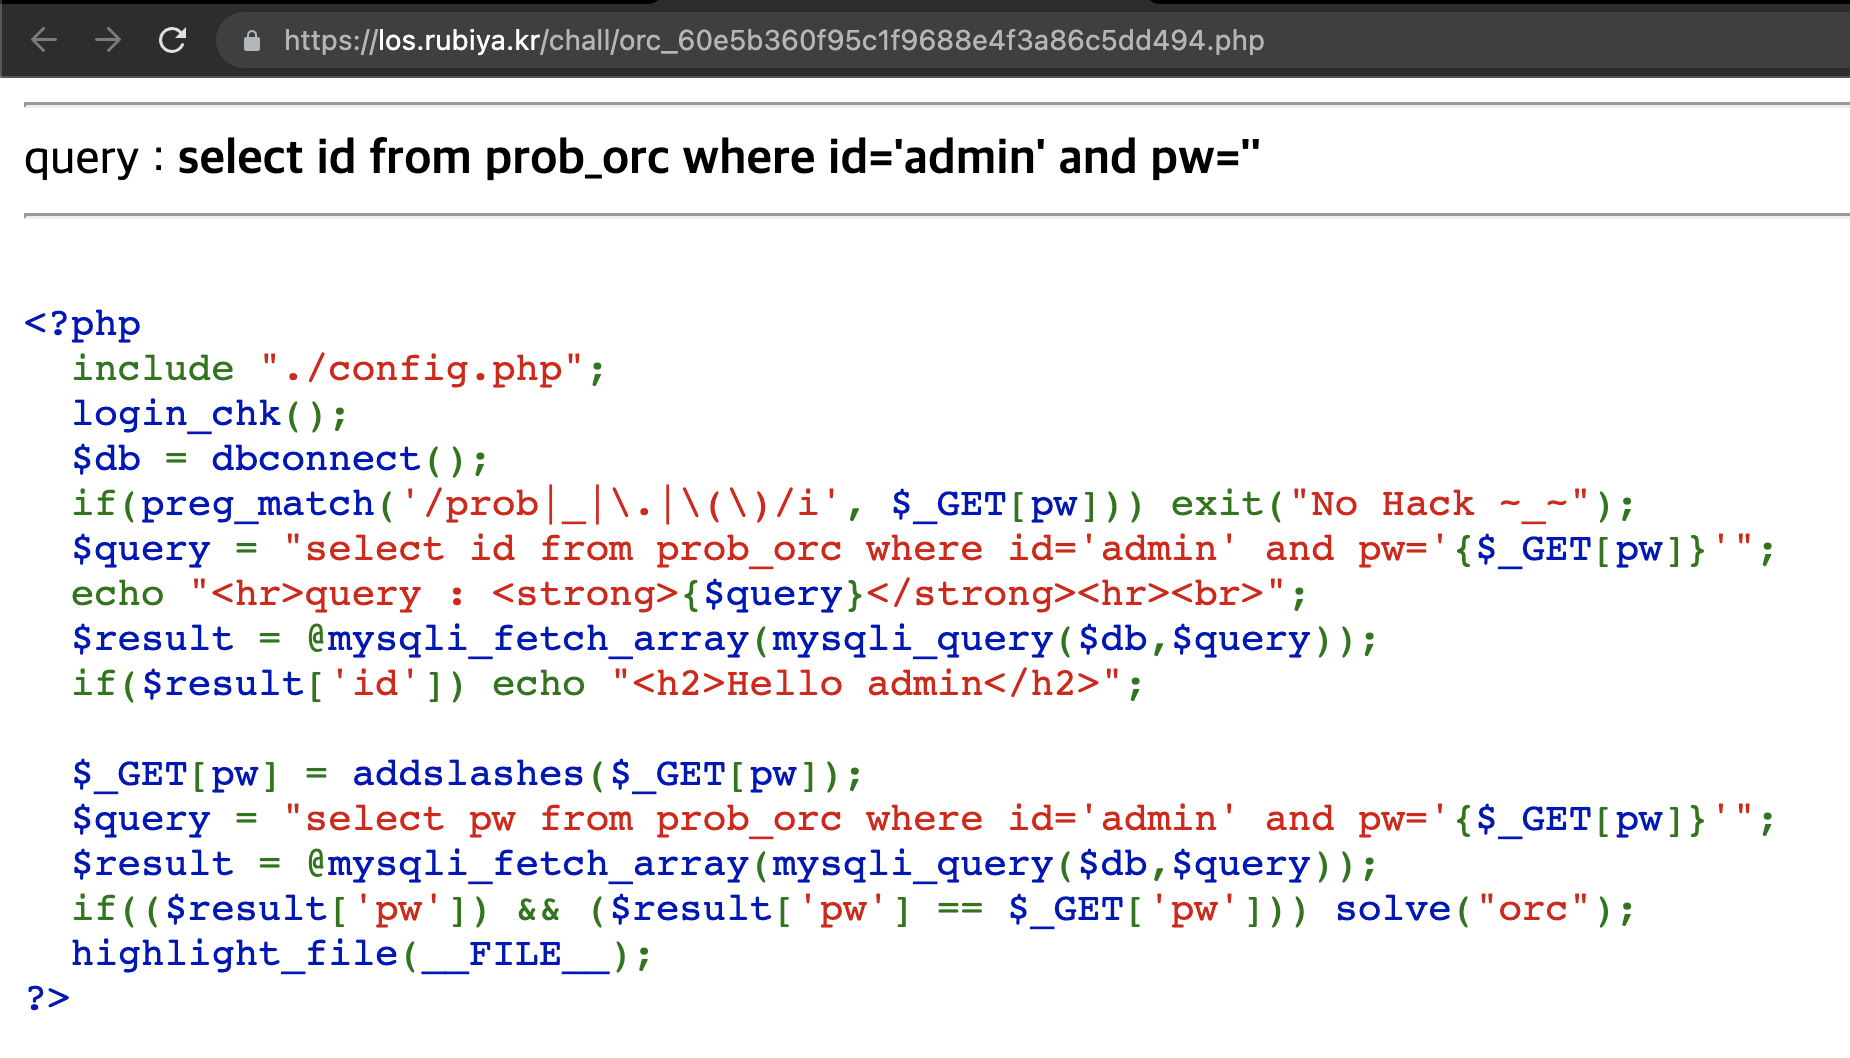 https://los.rubiya.kr/chall/orc_60e5b360f95c1f9688e4f3a86c5dd494.php
query : select id from prob_orc where id='admin' and pw=''
<?php
include "./config.php";
login_chk();
$db = dbconnect();
if(preg_match('/prob|_|\.|\(\)/i', $_GET[pw])) exit("No Hack ~_~");
$query = "select id from prob_orc where id='admin' and pw='{$_GET[pw]}'";
echo "<hr>query : <strong>{$query}</strong><hr><br>";
$result = @mysqli_fetch_array(mysqli_query($db,$query));
if($result['id']) echo "<h2>Hello admin</h2>";
$_GET[pw] = addslashes($_GET[pw]);
$query = "select pw from prob_orc where id='admin' and pw='{$_GET[pw]}'";
$result = @mysqli_fetch_array(mysqli_query($db,$query));
if(($result['pw']) && ($result['pw'] == $_GET['pw'])) solve("orc");
highlight_file(__FILE__);
?>